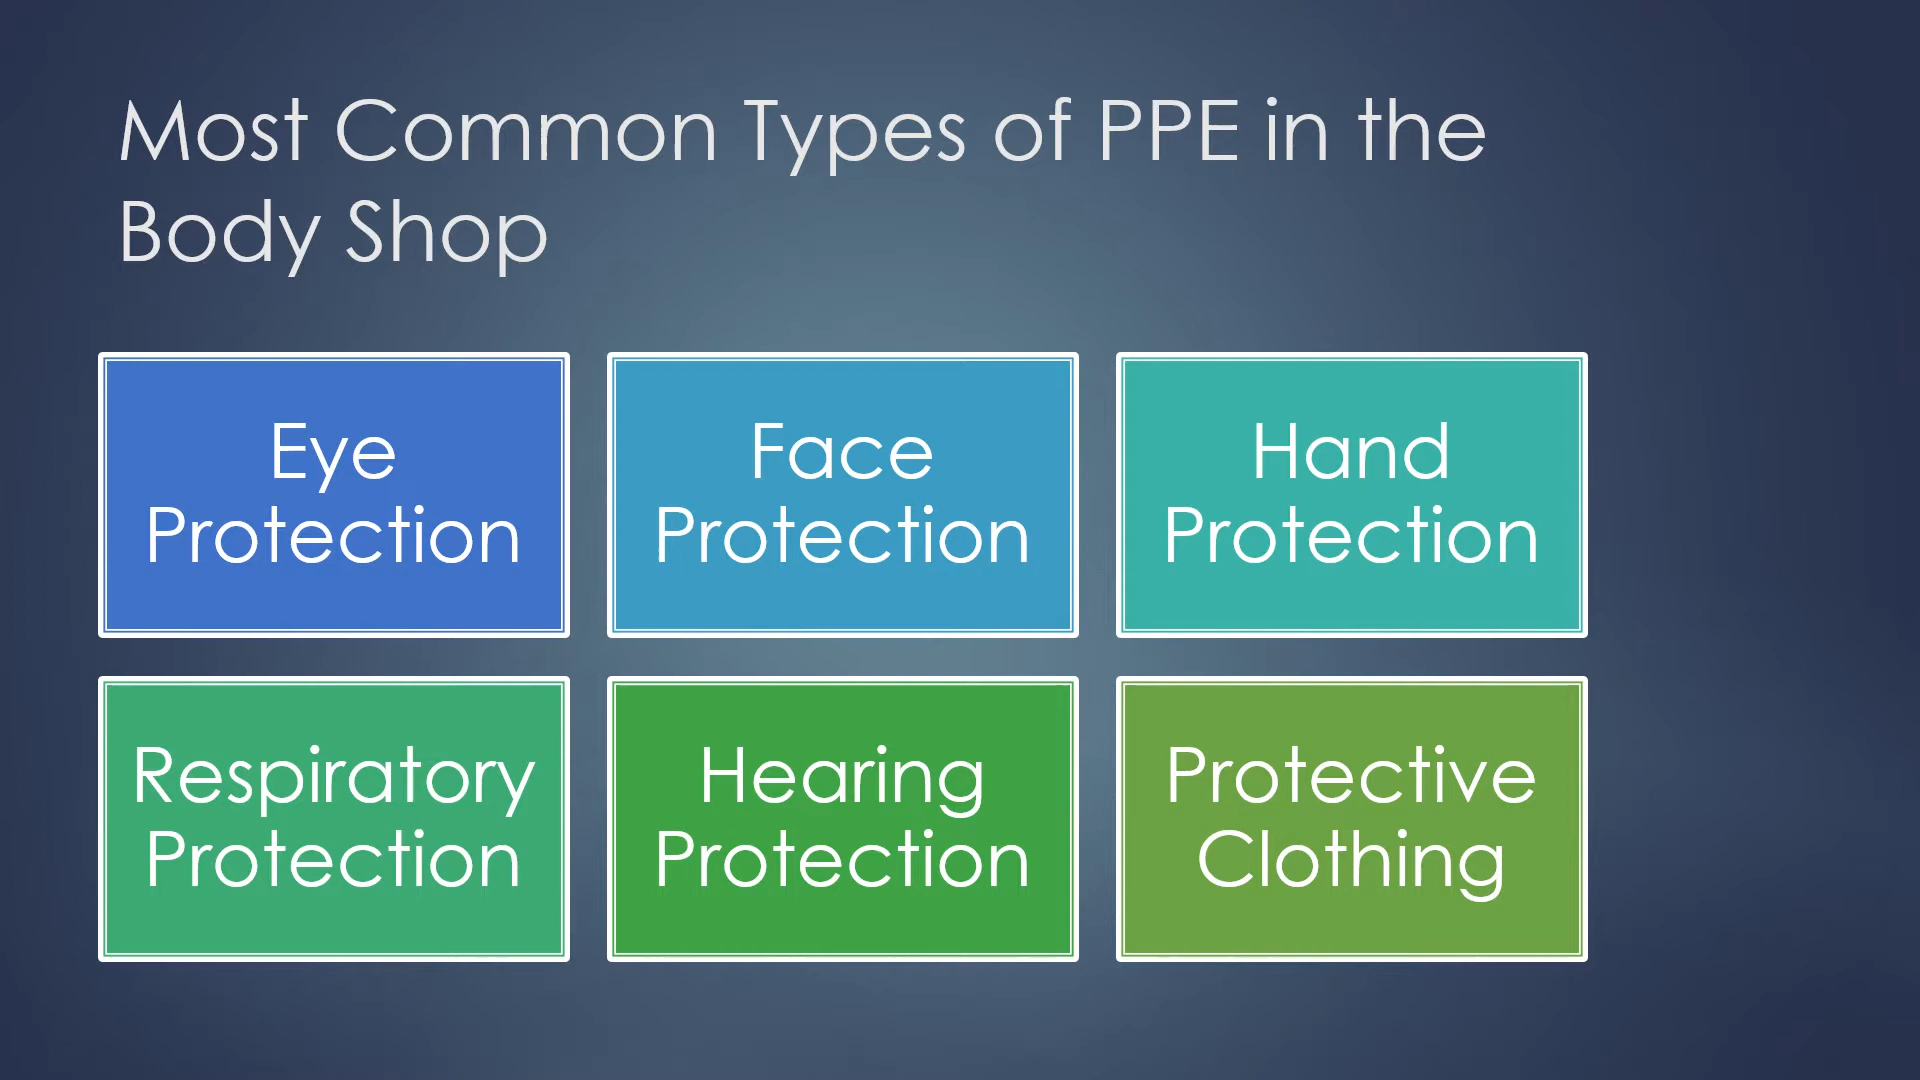 Most Common Types of PPE in the
Body Shop
Eye
Protection
Face
Protection
Hand
Protection
Respiratory
Protection
Hearing
Protection
Protective
Clothing